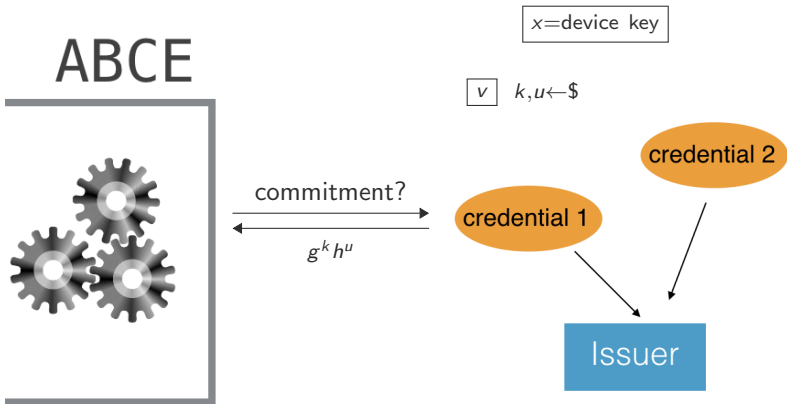 x=device key
ABCE
v k,u←$
credential 2
commitment?
credential 1
g^k h^u
Issuer